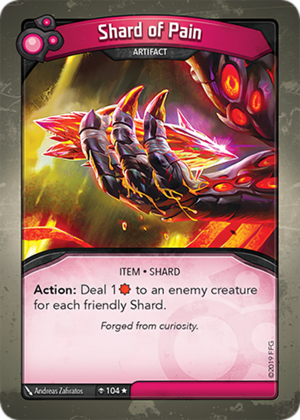 Shard of Pain
ARTIFACT
ITEM • SHARD
Action: Deal 1 to an enemy creature
for each friendly Shard.
Forged from curiosity.
Andreas Zafiratos
104 ★
©2019 FFG